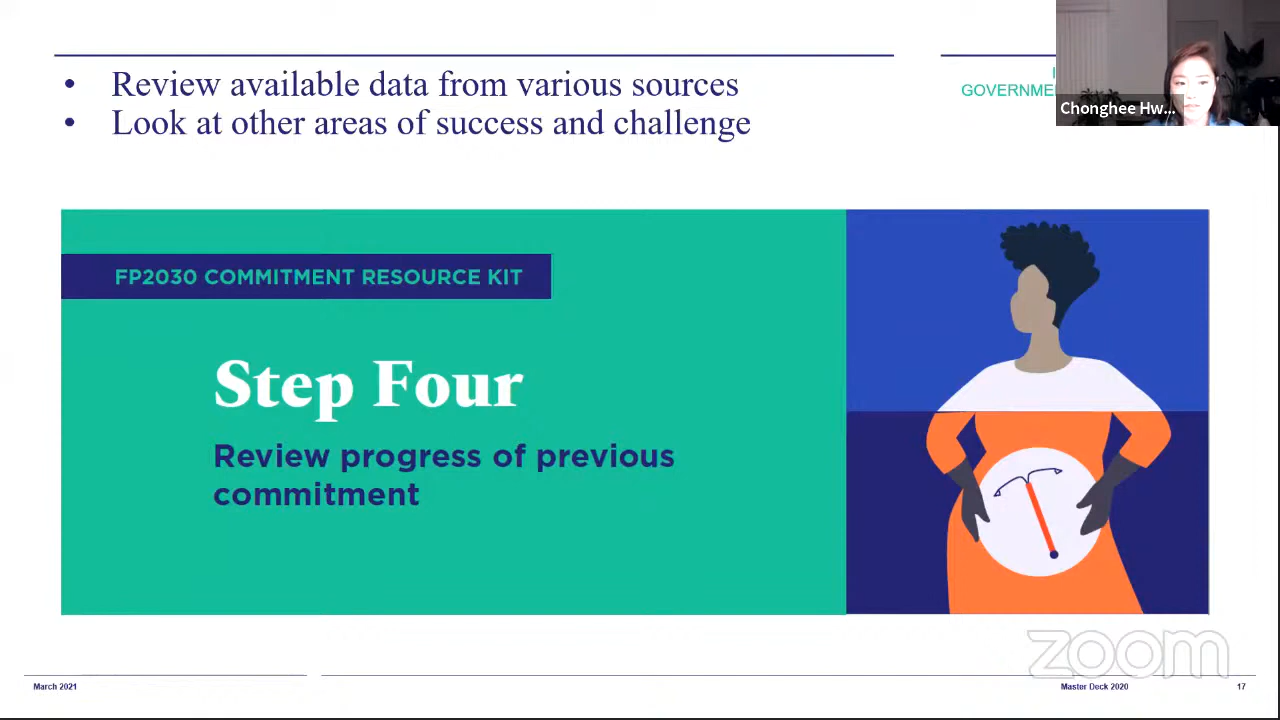 • Review available data from various sources
• Look at other areas of success and challenge
GOVERNME
Chonghee Hw...
FP2030 COMMITMENT RESOURCE KIT
Step Four
Review progress of previous
commitment
zoom
March 2021
Master Deck 2020
17